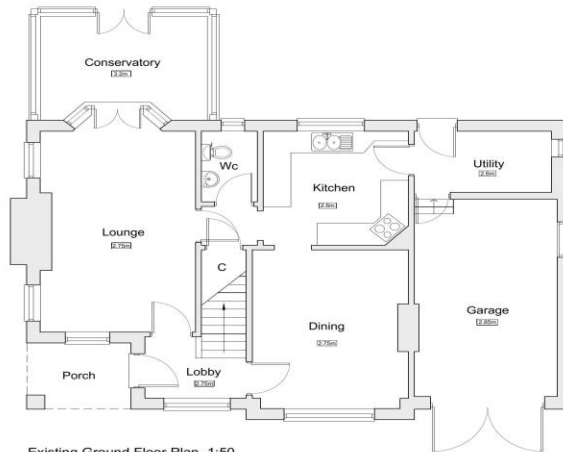 Conservatory
3.2m
Wc
Utility
2.6m
Kitchen
2.6m
Lounge
2.75m
C
Garage
2.85m
Dining
2.75m
Porch
Lobby
2.75m
Existing Ground Floor Plan 1:50